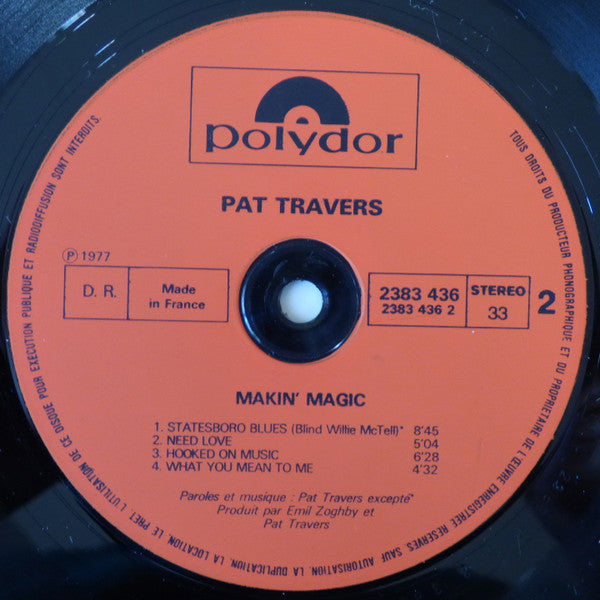 polydor
PAT TRAVERS
℗ 1977
D. R.
Made
in France
2383 436
2383 436 2
STEREO
33
2
MAKIN' MAGIC
1. STATESBORO BLUES (Blind Willie McTell)* 8'45
2. NEED LOVE 5'04
3. HOOKED ON MUSIC 6'28
4. WHAT YOU MEAN TO ME 4'32
Paroles et musique : Pat Travers excepté*
Produit par Emil Zoghby et
Pat Travers
TOUS DROITS DU PRODUCTEUR PHONOGRAPHIQUE ET DU PROPRIETAIRE DE L'ŒUVRE ENREGISTREE RESERVES. SAUF AUTORISATION, LA DUPLICATION, LA LOCATION, LE PRET, L'UTILISATION DE CE DISQUE POUR EXECUTION PUBLIQUE ET RADIODIFFUSION SONT INTERDITS.